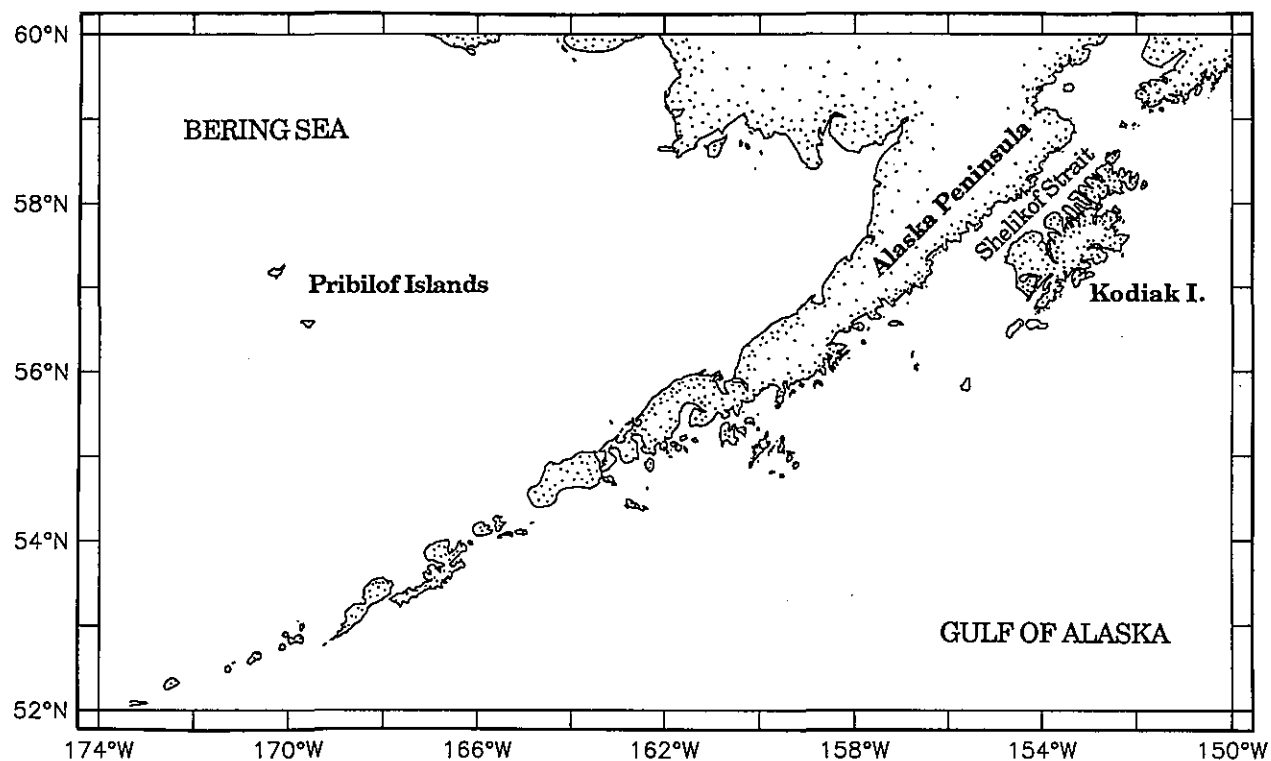 60°N
BERING SEA
Alaska Peninsula
Shelikof Strait
58°N
Pribilof Islands
Kodiak I.
56°N
54°N
GULF OF ALASKA
52°N
174°W 170°W 166°W 162°W 158°W 154°W 150°W